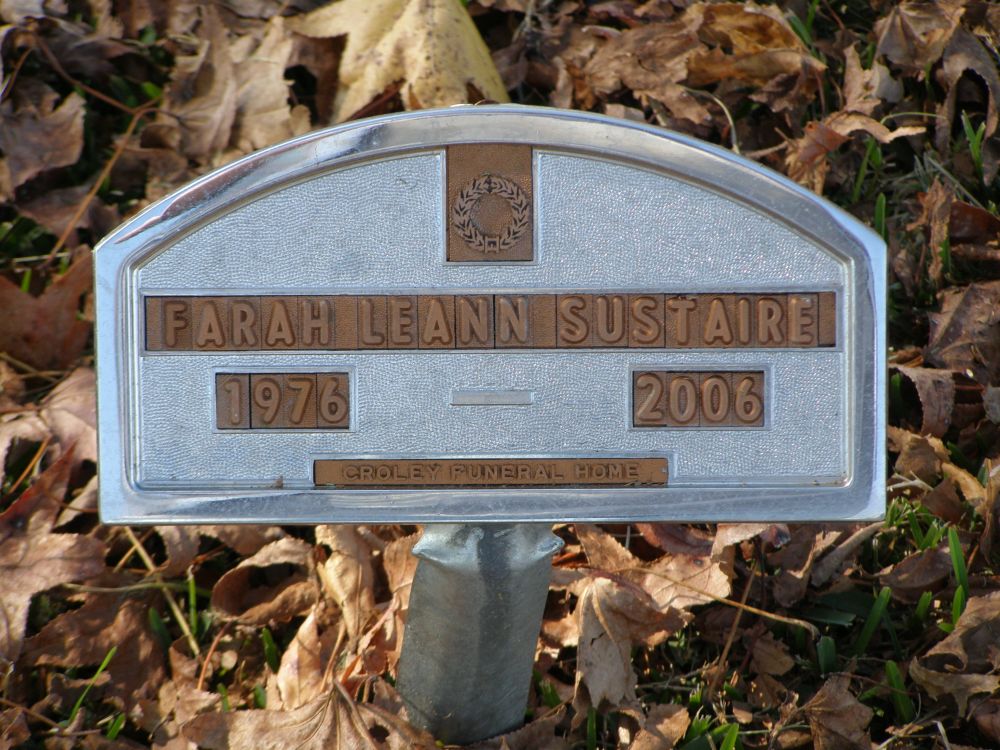 FARAH LEANN SUSTAIRE
1976 — 2006
CROLEY FUNERAL HOME